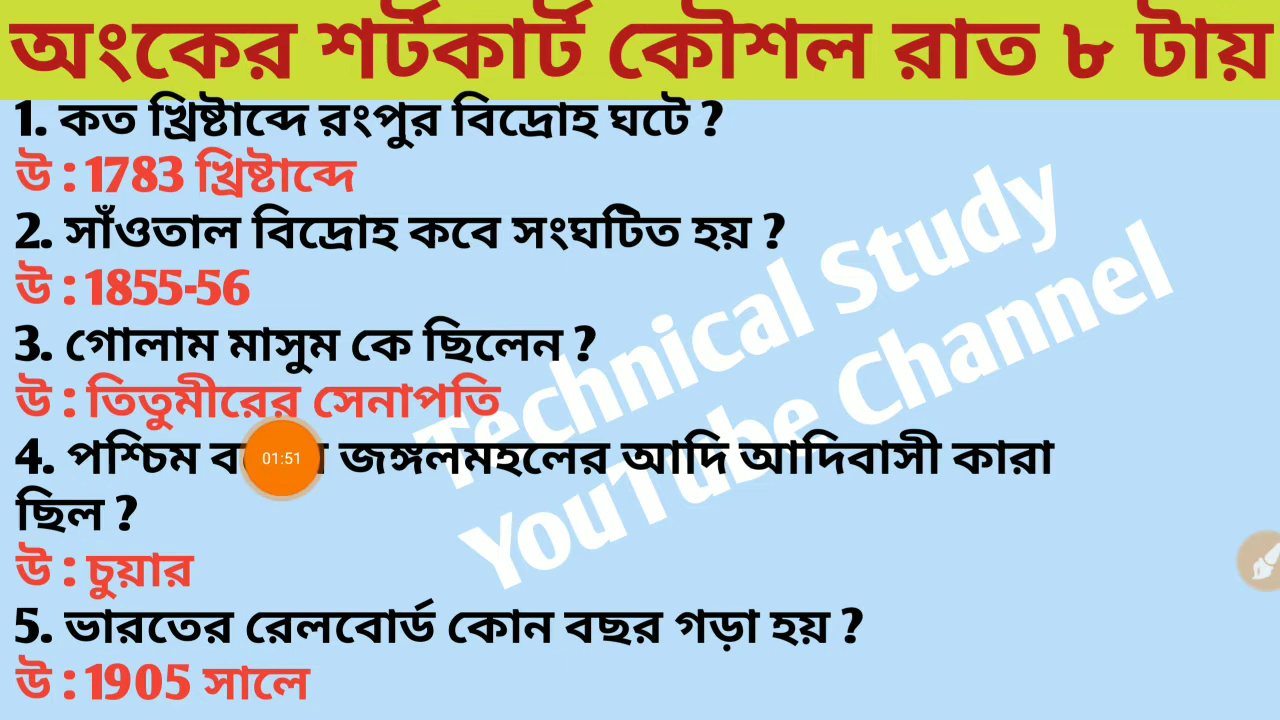 অংকের শর্টকার্ট কৌশল রাত ৮ টায়
1. কত খ্রিষ্টাব্দে রংপুর বিদ্রোহ ঘটে ?
উ : 1783 খ্রিষ্টাব্দে
2. সাঁওতাল বিদ্রোহ কবে সংঘটিত হয় ?
উ : 1855-56
3. গোলাম মাসুম কে ছিলেন ?
উ : তিতুমীরের সেনাপতি
4. পশ্চিম জঙ্গলমহলের আদি আদিবাসী কারা
ছিল ?
উ : চুয়ার
5. ভারতের রেলবোর্ড কোন বছর গড়া হয় ?
উ : 1905 সালে
01:51
Technical Study
YouTube Channel